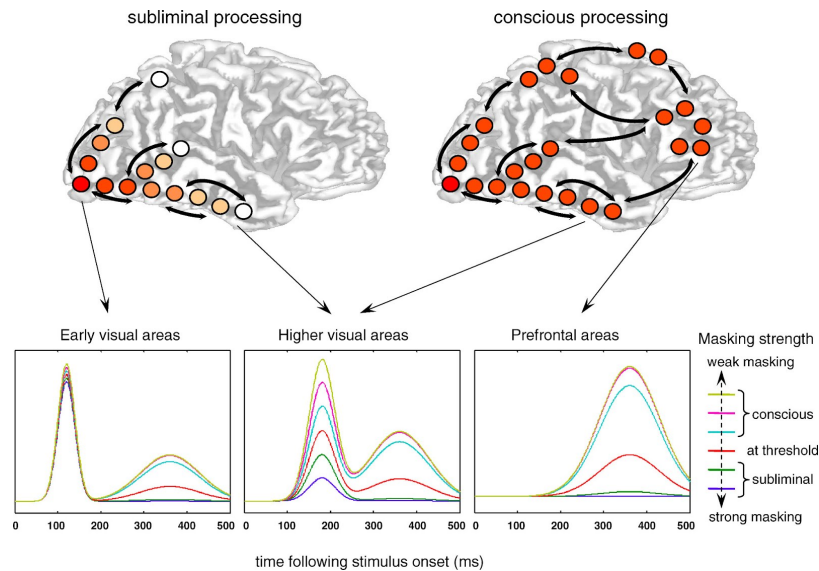 subliminal processing
conscious processing
Early visual areas
Higher visual areas
Prefrontal areas
Masking strength
weak masking
conscious
at threshold
subliminal
strong masking
0 100 200 300 400 500
0 100 200 300 400 500
0 100 200 300 400 500
time following stimulus onset (ms)